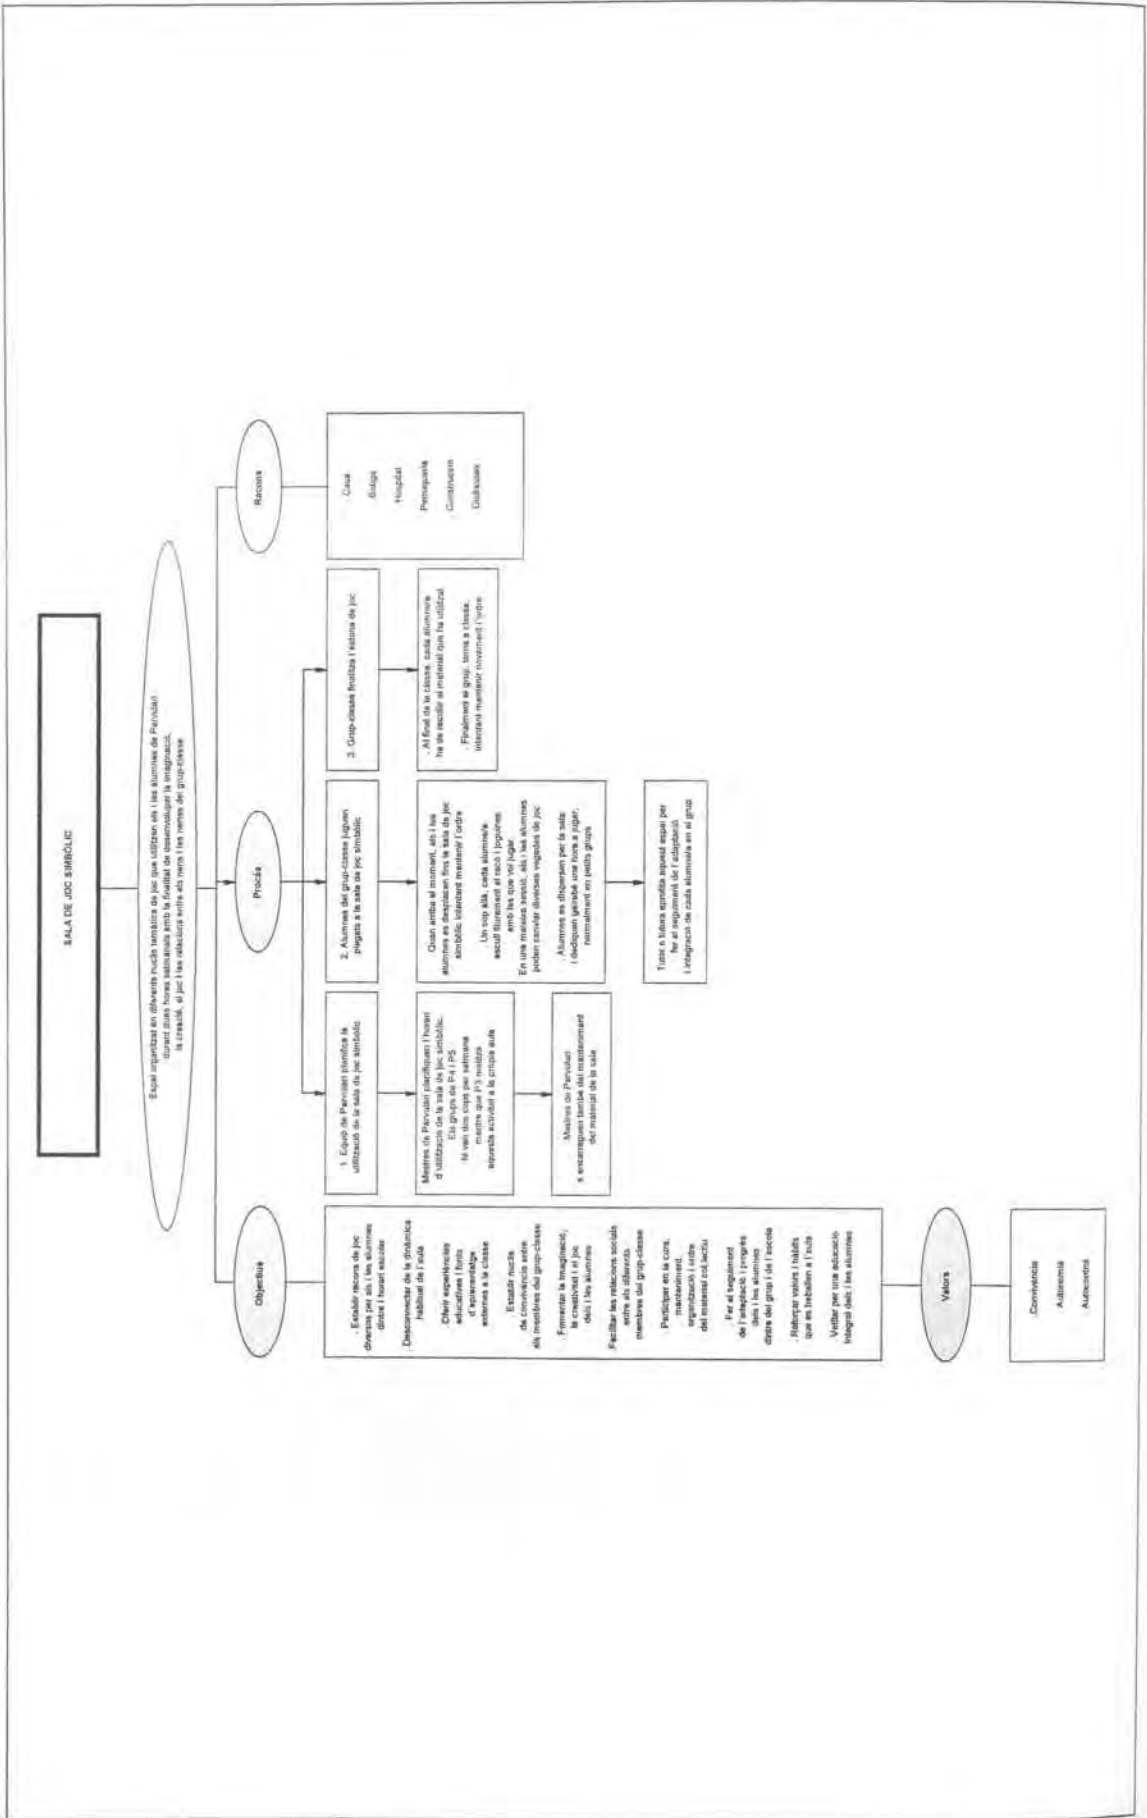 SALA DE JOC SIMBÒLIC
Espai organitzat en diferents nuclis temàtics de joc que utilitzen els i les alumnes de Parvulari
durant dues hores setmanals amb la finalitat de desenvolupar la imaginació,
la creació, el joc i les relacions entre els nens i les nenes del grup-classe
Objectius
. Establir recons de joc
diversos per als i les alumnes
dintre l'horari escolar
. Desconnectar de la dinàmica
habitual de l'aula
. Oferir experiències
educatives i fonts
d'aprenentatge
externes a la classe
. Establir nuclis
de convivència entre
els membres del grup-classe
. Fomentar la imaginació,
la creativitat i el joc
dels i les alumnes
. Facilitar les relacions socials
entre els diferents
membres del grup-classe
. Participar en la cura,
manteniment,
organització i ordre
del material col.lectiu
. Fer el seguiment
de l'adaptació i progrés
dels i les alumnes
dintre del grup i de l'escola
. Reforçar valors i hàbits
que es treballen a l'aula
Vetllar per una educació
integral dels i les alumnes
Valors
. Convivència
Autonomia
Autocontrol
Procés
1. Equip de Parvulari planifica la
utilització de la sala de joc simbòlic
Mestres de Parvulari planifiquen l'horari
d'utilització de la sala de joc simbòlic.
Els grups de P4 i P5
hi van dos cops per setmana
mentre que P3 realitza
aquesta activitat a la pròpia aula
Mestres de Parvulari
s'encarreguen també del manteniment
del material de la sala
2. Alumnes del grup-classe juguen
plegats a la sala de joc simbòlic
Quan arriba el moment, els i les
alumnes es desplacen fins la sala de joc
simbòlic intentant mantenir l'ordre
. Un cop allà, cada alumne/a
escull lliurement el racó i joguines
amb les que vol jugar.
En una mateixa sessió, els i les alumnes
poden canviar diverses vegades de joc
. Alumnes es dispersen per la sala
i dediquen gairebé una hora a jugar,
normalment en petits grups
Tutor o tutora aprofita aquest espai per
fer el seguiment de l'adaptació
i integració de cada alumne/a en el grup
3. Grup-classe finalitza l'estona de joc
. Al final de la classe, cada alumne/a
ha de recollir el material que ha utilitzat
. Finalment el grup, torna a classe,
intentant mantenir novament l'ordre
Racons
Casa
Botiga
Hospital
Perruqueria
Construcció
Disfresses